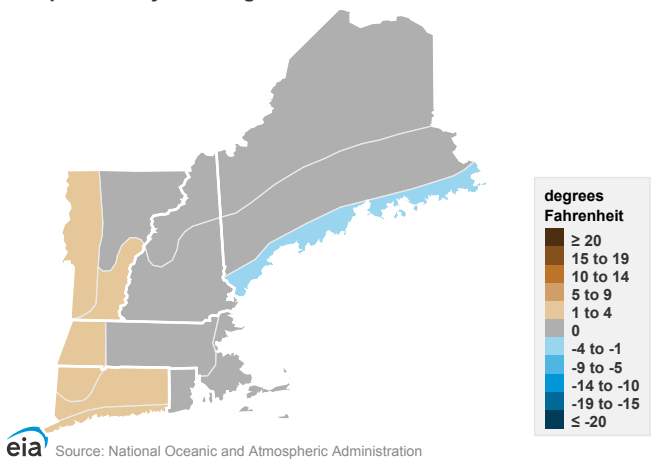 degrees
Fahrenheit
≥ 20
15 to 19
10 to 14
5 to 9
1 to 4
0
-4 to -1
-9 to -5
-14 to -10
-19 to -15
≤ -20
eia Source: National Oceanic and Atmospheric Administration